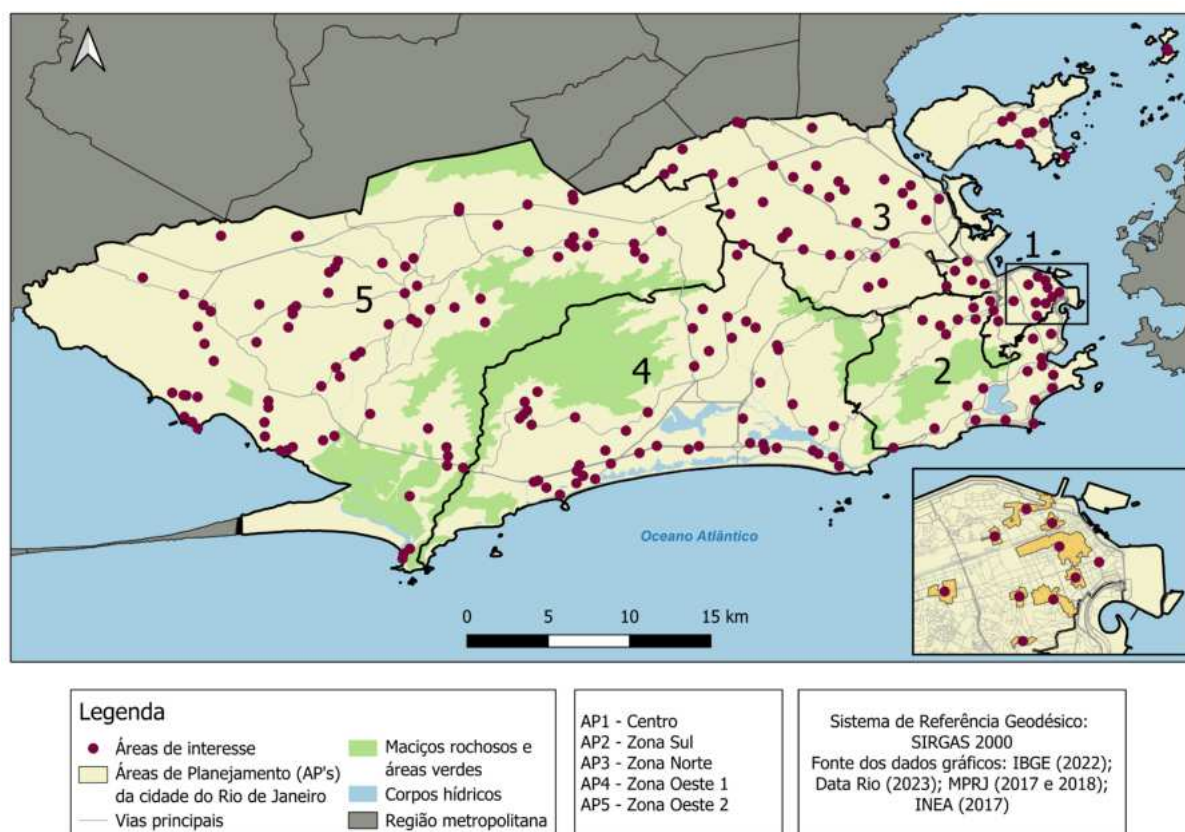 1
3
5
4
2
Oceano Atlântico
0 5 10 15 km
Legenda
Áreas de interesse
Áreas de Planejamento (AP's)
da cidade do Rio de Janeiro
Vias principais
Maciços rochosos e
áreas verdes
Corpos hídricos
Região metropolitana
AP1 - Centro
AP2 - Zona Sul
AP3 - Zona Norte
AP4 - Zona Oeste 1
AP5 - Zona Oeste 2
Sistema de Referência Geodésico:
SIRGAS 2000
Fonte dos dados gráficos: IBGE (2022);
Data Rio (2023); MPRJ (2017 e 2018);
INEA (2017)